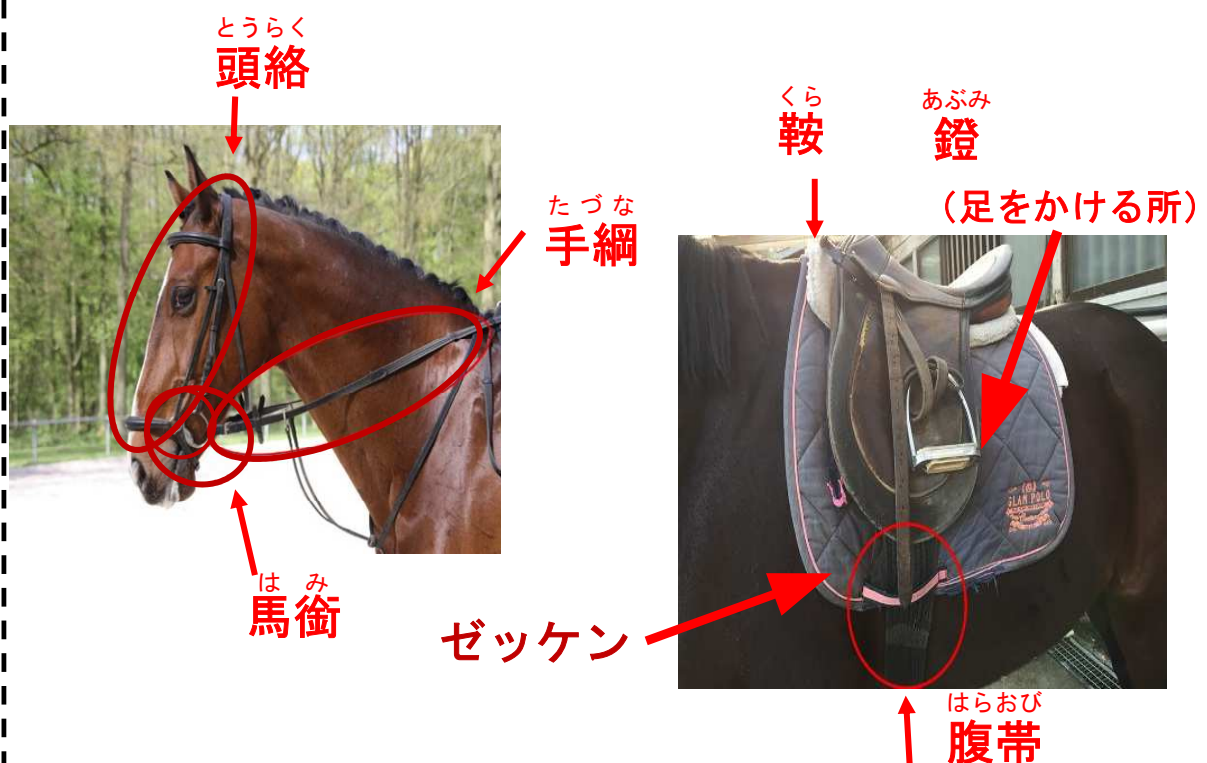 とうらく
頭絡
くら
鞍
あぶみ
鐙
(足をかける所)
たづな
手綱
はみ
馬銜
ゼッケン
GLAM POLO
はらおび
腹帯